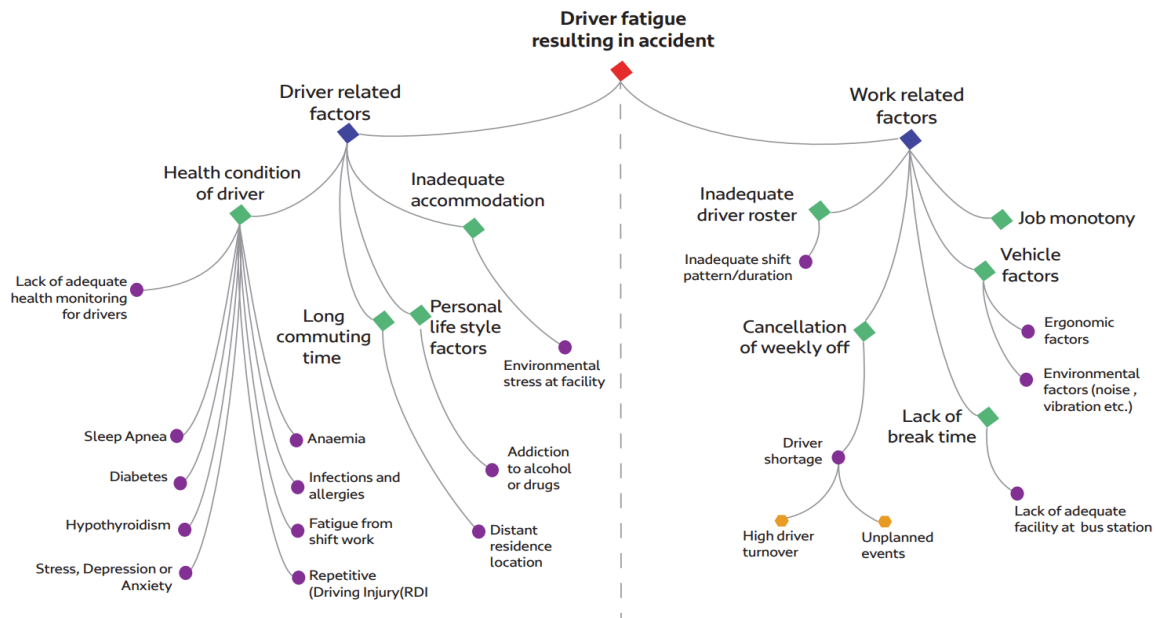 Driver fatigue
resulting in accident
Driver related
factors
Health condition
of driver
Inadequate
accommodation
Lack of adequate
health monitoring
for drivers
Long
commuting
time
Personal
life style
factors
Environmental
stress at facility
Sleep Apnea
Diabetes
Hypothyroidism
Stress, Depression or
Anxiety
Anaemia
Infections and
allergies
Fatigue from
shift work
Repetitive
(Driving Injury(RDI
Addiction
to alcohol
or drugs
Distant
residence
location
Work related
factors
Inadequate
driver roster
Inadequate shift
pattern/duration
Job monotony
Vehicle
factors
Ergonomic
factors
Environmental
factors (noise ,
vibration etc.)
Cancellation
of weekly off
Lack of
break time
Driver
shortage
High driver
turnover
Unplanned
events
Lack of adequate
facility at bus station